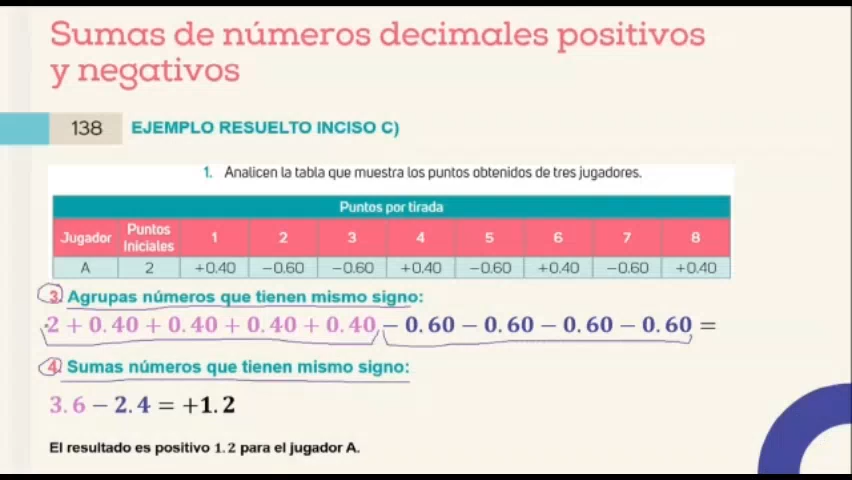 Sumas de números decimales positivos
y negativos
138 EJEMPLO RESUELTO INCISO C)
1. Analicen la tabla que muestra los puntos obtenidos de tres jugadores.
Puntos por tirada
Jugador Puntos Iniciales 1 2 3 4 5 6 7 8
A 2 +0.40 −0.60 −0.60 +0.40 −0.60 +0.40 −0.60 +0.40
3. Agrupas números que tienen mismo signo:
2 + 0.40 + 0.40 + 0.40 + 0.40 − 0.60 − 0.60 − 0.60 − 0.60 =
4. Sumas números que tienen mismo signo:
3.6 − 2.4 = +1.2
El resultado es positivo 1.2 para el jugador A.